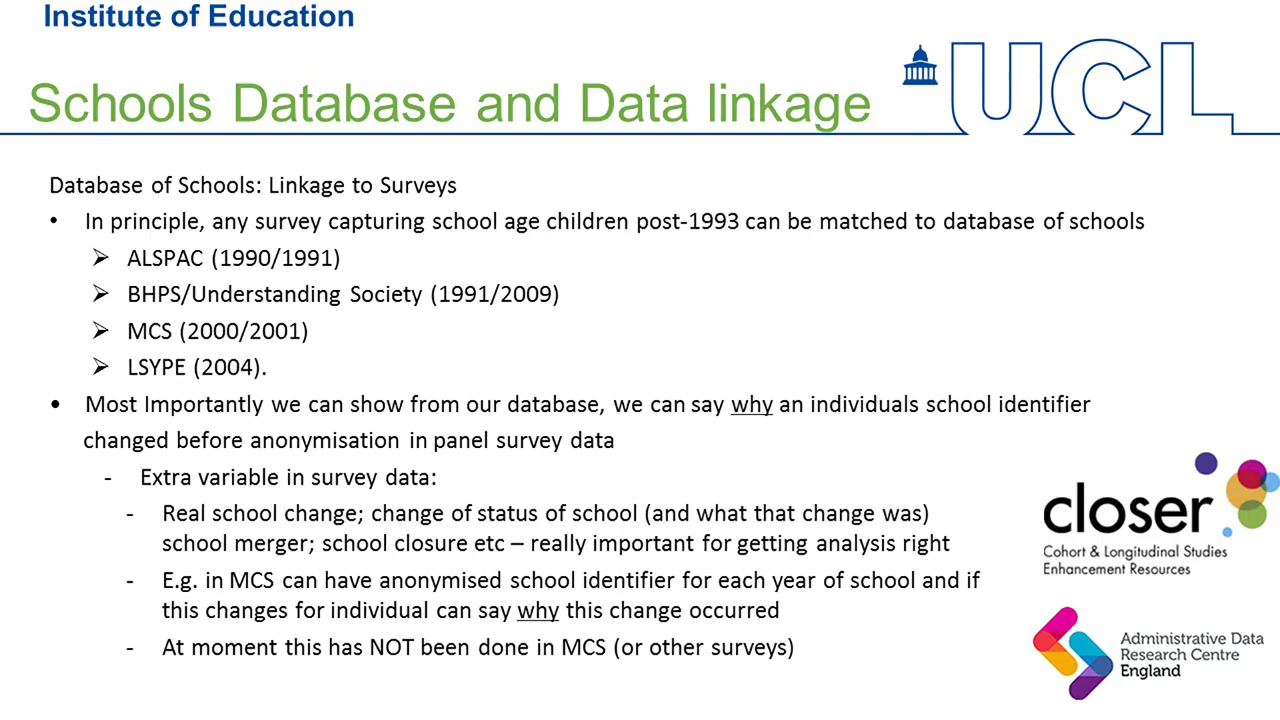 Institute of Education
UCL
Schools Database and Data linkage
Database of Schools: Linkage to Surveys
• In principle, any survey capturing school age children post-1993 can be matched to database of schools
➢ ALSPAC (1990/1991)
➢ BHPS/Understanding Society (1991/2009)
➢ MCS (2000/2001)
➢ LSYPE (2004).
• Most Importantly we can show from our database, we can say why an individuals school identifier
changed before anonymisation in panel survey data
- Extra variable in survey data:
- Real school change; change of status of school (and what that change was)
school merger; school closure etc – really important for getting analysis right
- E.g. in MCS can have anonymised school identifier for each year of school and if
this changes for individual can say why this change occurred
- At moment this has NOT been done in MCS (or other surveys)
closer
Cohort & Longitudinal Studies
Enhancement Resources
Administrative Data
Research Centre
England